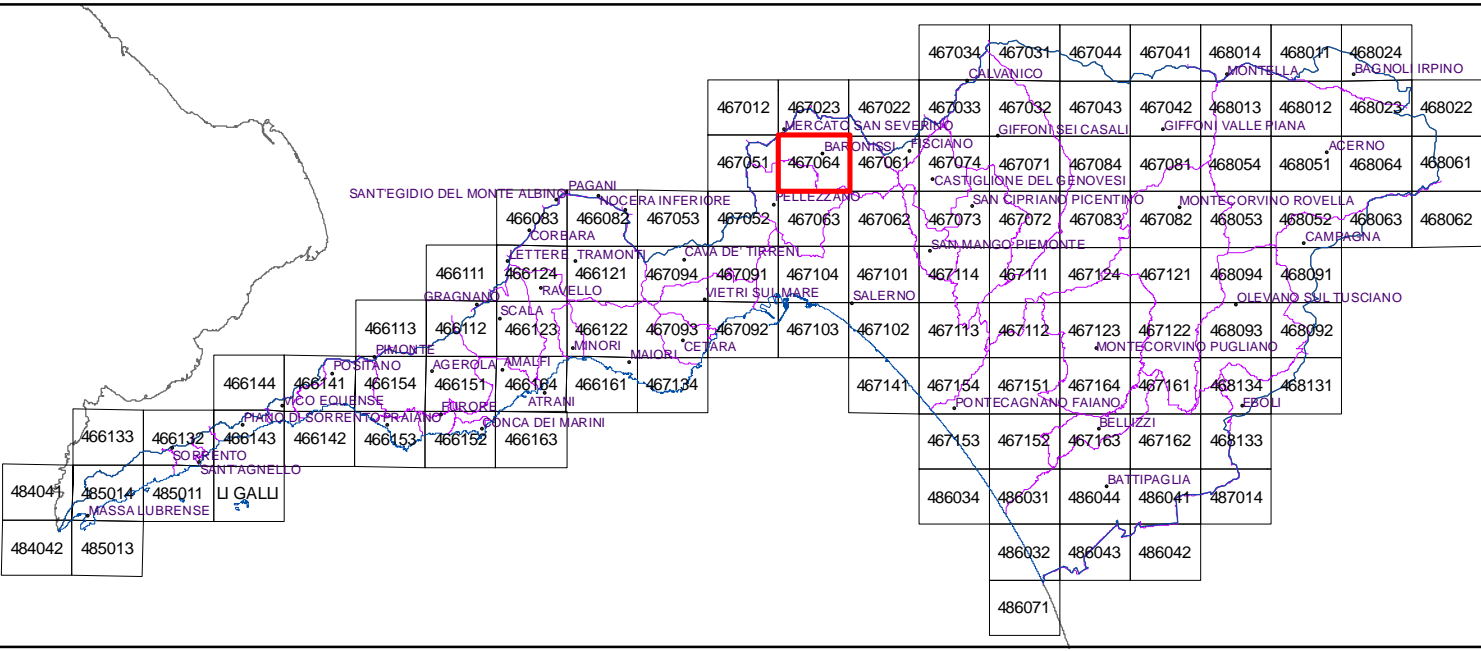 467034 467031 467044 467041 468014 468011 468024
CALVANICO MONTELLA BAGNOLI IRPINO
467012 467023 467022 467033 467032 467043 467042 468013 468012 468023 468022
MERCATO SAN SEVERINO GIFFONI SEI CASALI GIFFONI VALLE PIANA
BARONISSI FISCIANO ACERNO
467051 467064 467061 467074 467071 467084 467081 468054 468051 468064 468061
CASTIGLIONE DEL GENOVESI
SANT'EGIDIO DEL MONTE ALBINO PAGANI
NOCERA INFERIORE PELLEZZANO SAN CIPRIANO PICENTINO MONTECORVINO ROVELLA
466083 466082 467053 467052 467063 467062 467073 467072 467083 467082 468053 468052 468063 468062
CORBARA CAMPAGNA
LETTERE TRAMONTI CAVA DE' TIRRENI SAN MANGO PIEMONTE
466111 466124 466121 467094 467091 467104 467101 467114 467111 467124 467121 468094 468091
RAVELLO
GRAGNANO VIETRI SUL MARE SALERNO OLEVANO SUL TUSCIANO
SCALA
466113 466112 466123 466122 467093 467092 467103 467102 467113 467112 467123 467122 468093 468092
PIMONTE MINORI CETARA MONTECORVINO PUGLIANO
POSITANO AGEROLA AMALFI MAIORI
466144 466141 466154 466151 466164 466161 467134 467141 467154 467151 467164 467161 468134 468131
VICO EQUENSE FURORE ATRANI PONTECAGNANO FAIANO EBOLI
PIANO DI SORRENTO PRAIANO CONCA DEI MARINI BELLIZZI
466133 466132 466143 466142 466153 466152 466163 467153 467152 467163 467162 468133
SORRENTO
SANT'AGNELLO BATTIPAGLIA
484041 485014 485011 LI GALLI 486034 486031 486044 486041 487014
MASSA LUBRENSE
484042 485013 486032 486043 486042
486071